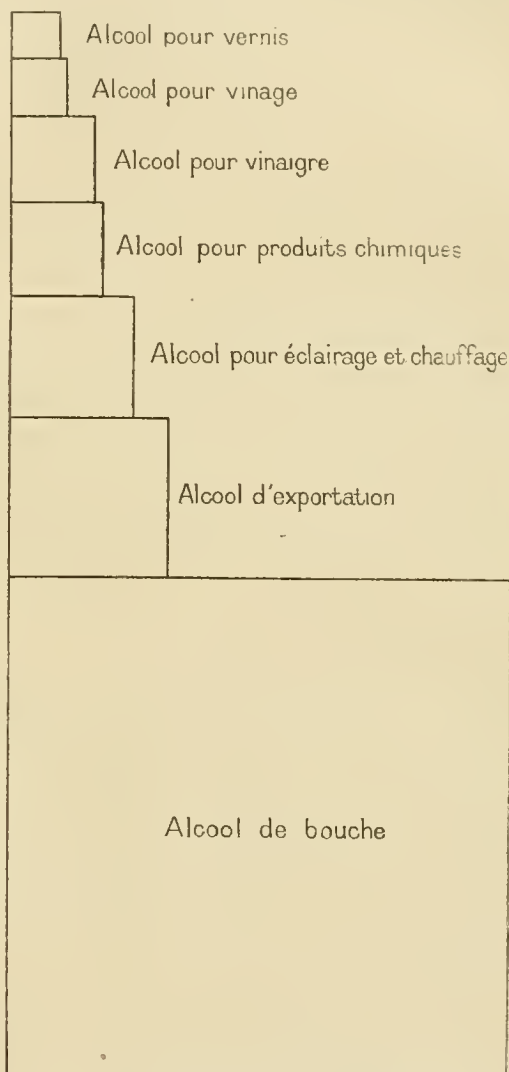 Alcool pour vernis
Alcool pour vinage
Alcool pour vinaigre
Alcool pour produits chimiques
Alcool pour éclairage et chauffage
Alcool d'exportation
Alcool de bouche